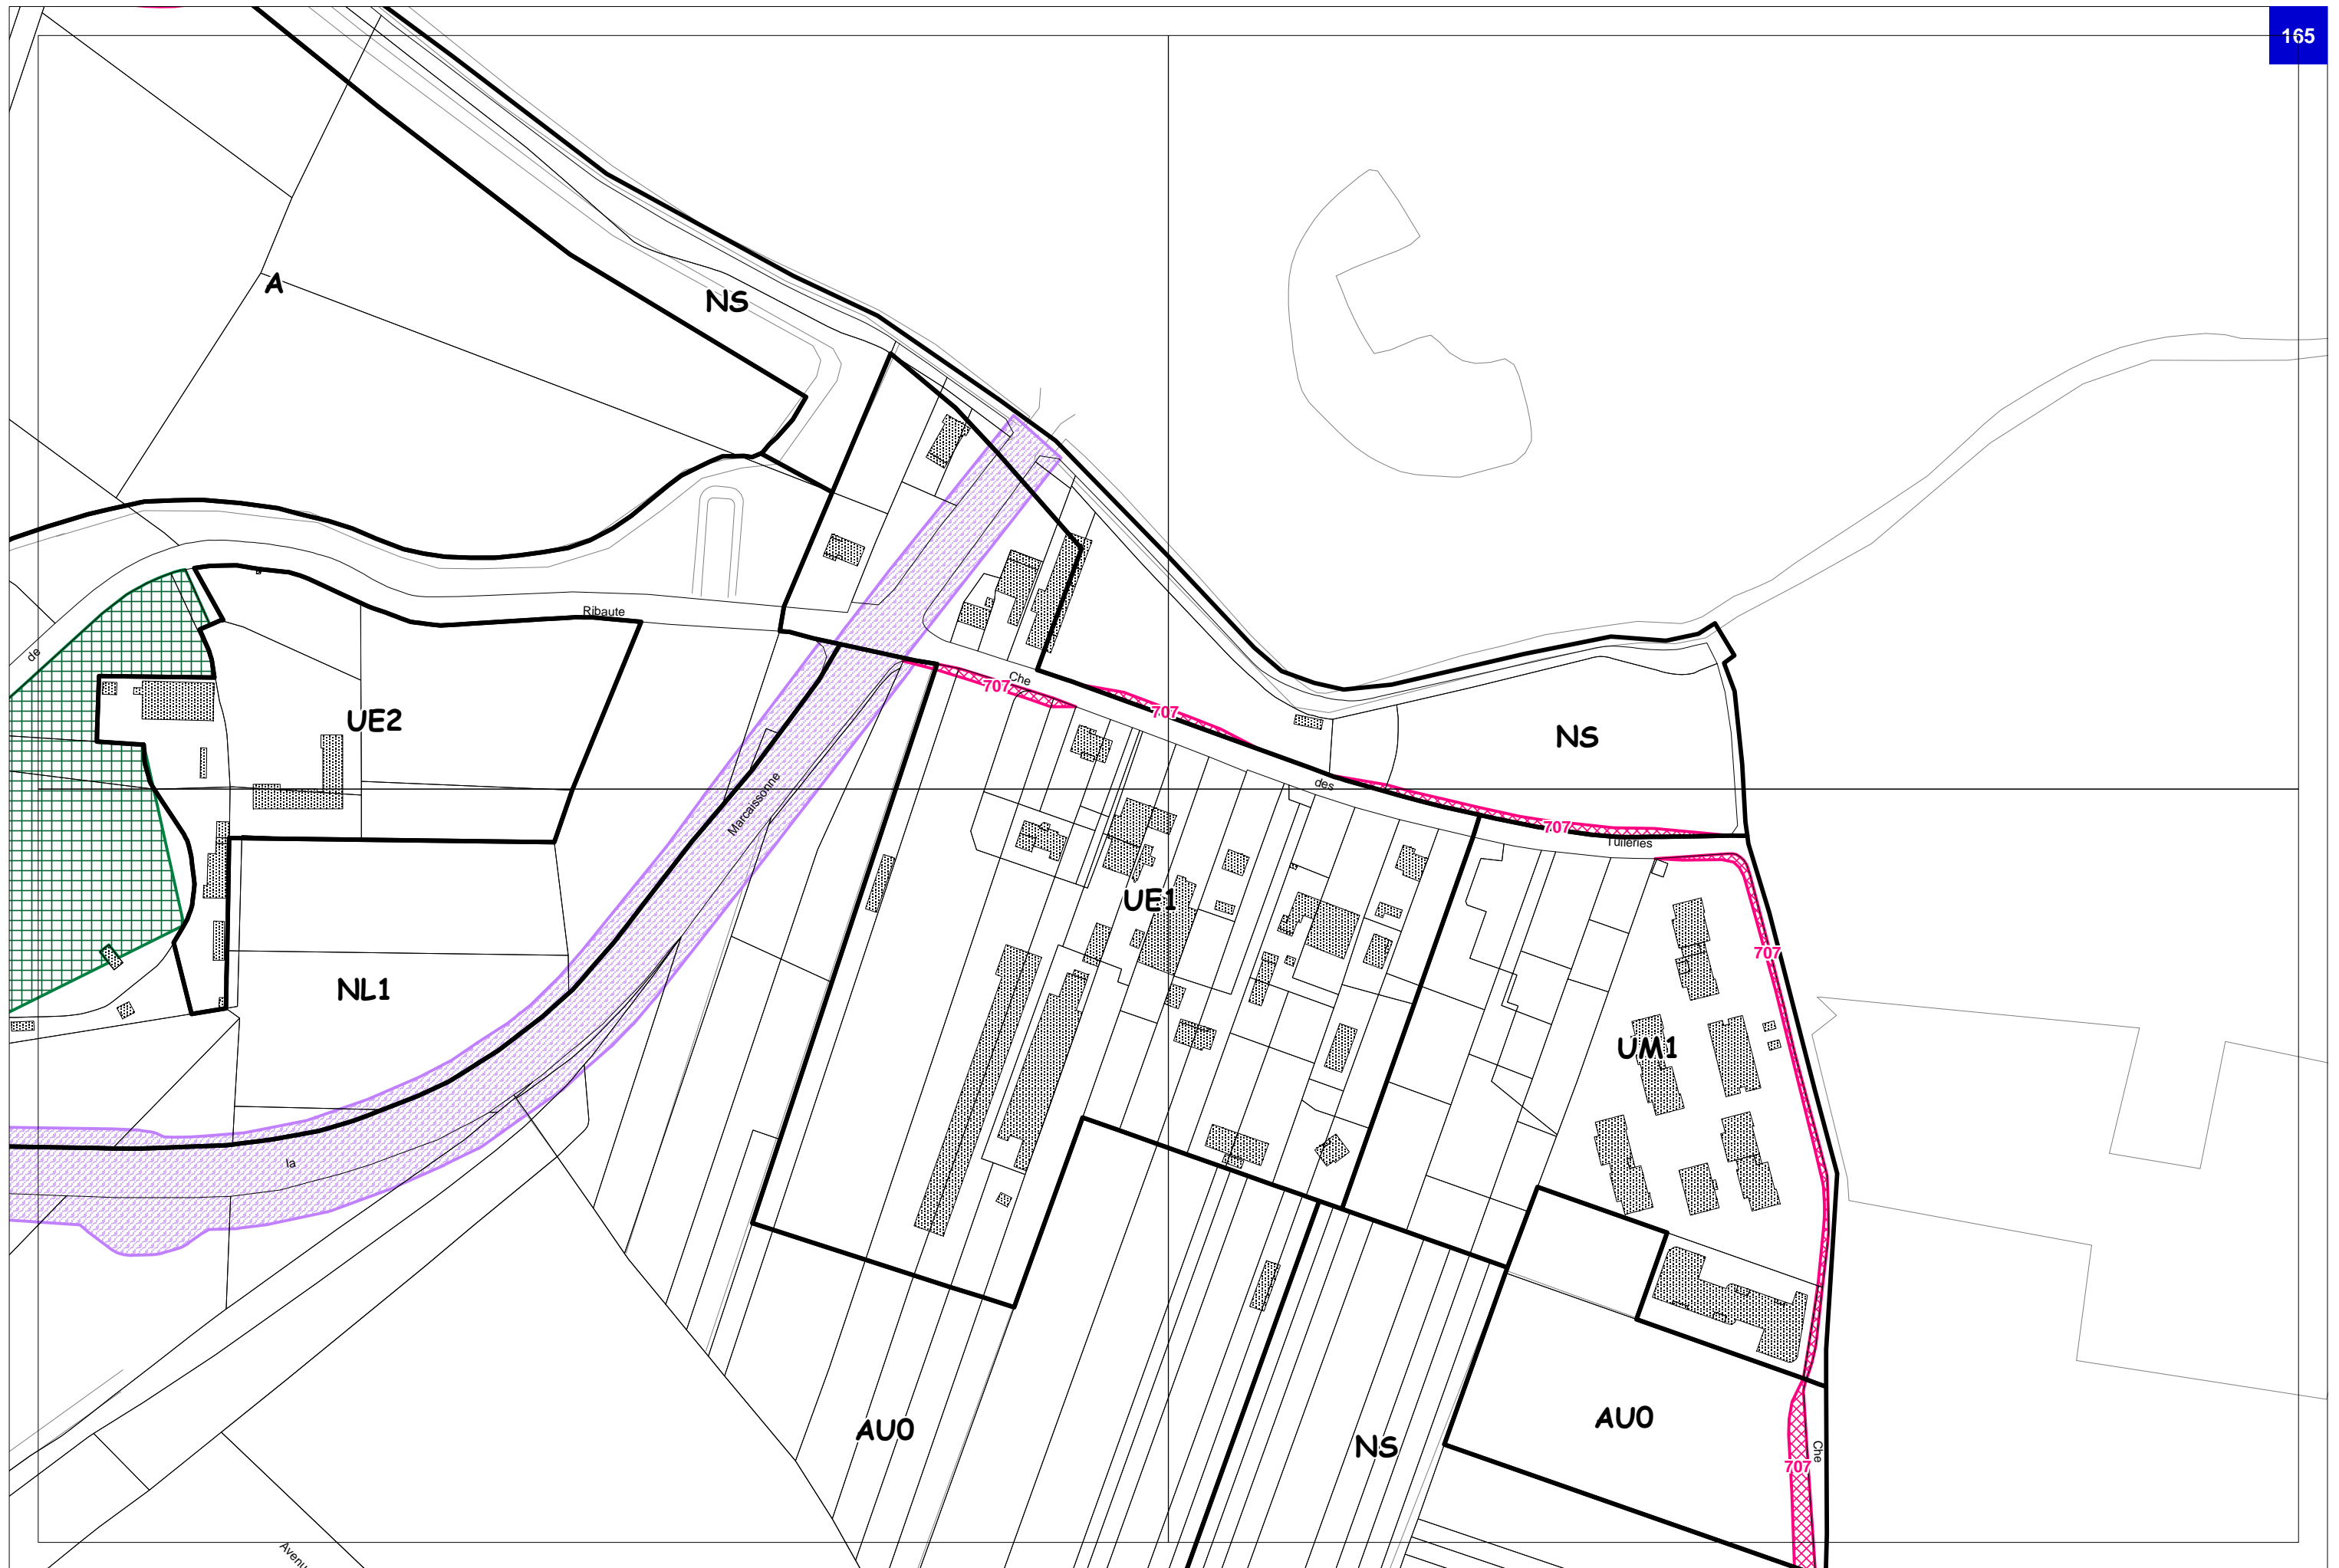 165
A
NS
Ribaute
de
Che
707
707
UE2
NS
des
Marcaissonne
707
Tuileries
UE1
707
NL1
UM1
la
AU0
AU0
NS
Che
707
Avenu